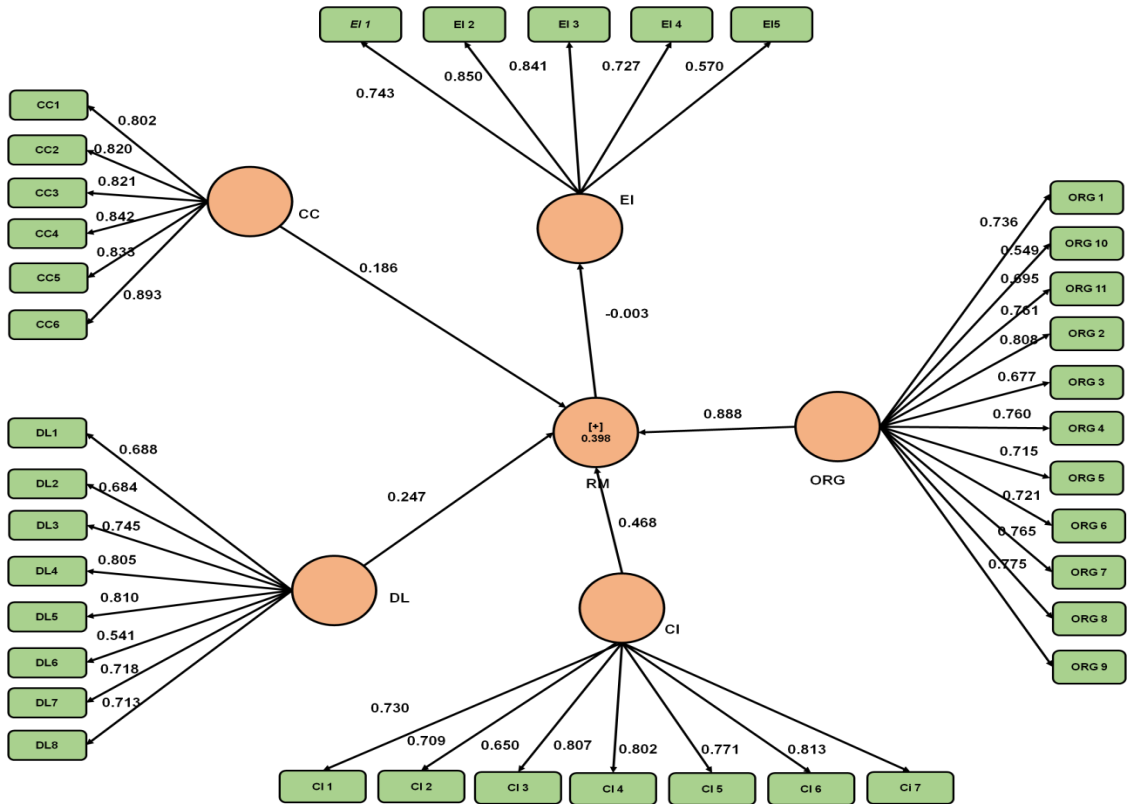 EI 1
EI 2
EI 3
EI 4
EI5
0.743
0.850
0.841
0.727
0.570
EI
CC1
CC2
CC3
CC4
CC5
CC6
0.802
0.820
0.821
0.842
0.833
0.893
CC
0.186
-0.003
[+]
0.398
RM
0.888
0.247
0.468
ORG
0.736
0.549
0.695
0.761
0.808
0.677
0.760
0.715
0.721
0.765
0.775
ORG 1
ORG 10
ORG 11
ORG 2
ORG 3
ORG 4
ORG 5
ORG 6
ORG 7
ORG 8
ORG 9
DL1
DL2
DL3
DL4
DL5
DL6
DL7
DL8
0.688
0.684
0.745
0.805
0.810
0.541
0.718
0.713
DL
CI
0.730
0.709
0.650
0.807
0.802
0.771
0.813
CI 1
CI 2
CI 3
CI 4
CI 5
CI 6
Ci 7